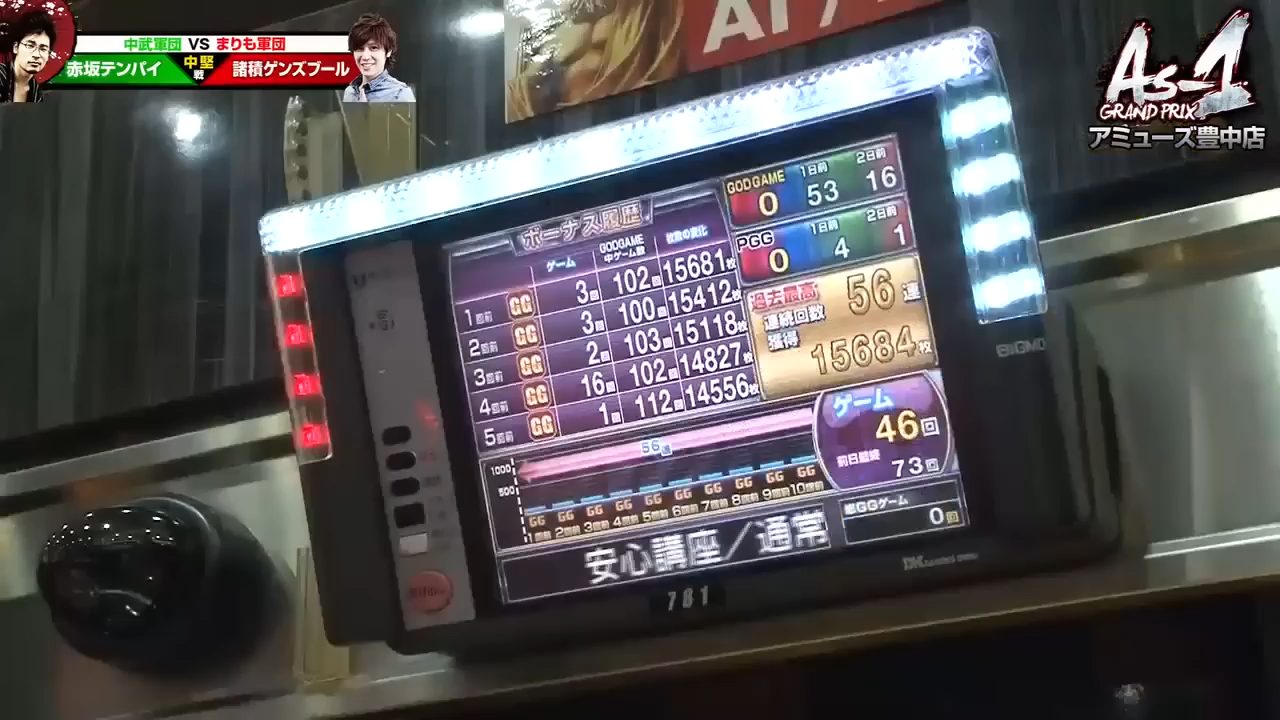 中武軍団 VS まりも軍団
赤坂テンパイ 中堅戦 諸積ゲンズブール
As-1
GRAND PRIX
アミューズ豊中店
ボーナス履歴
ゲーム GODGAME中ゲーム数 枚数の変化
1回前 GG 3回 102回 15681枚
2回前 GG 3回 100回 15412枚
3回前 GG 2回 103回 15118枚
4回前 GG 16回 102回 14827枚
5回前 GG 1回 112回 14556枚
GODGAME 1日前 2日前
0 53 16
PGG 1日前 2日前
0 4 1
過去最高
連続回数 56連
獲得 15684枚
ゲーム
46回
前日最終 73回
総GGゲーム
0回
56連
1000
500
GG GG GG GG GG GG GG GG GG GG
1回前 2回前 3回前 4回前 5回前 6回前 7回前 8回前 9回前 10回前
安心講座／通常
781
BIGMO